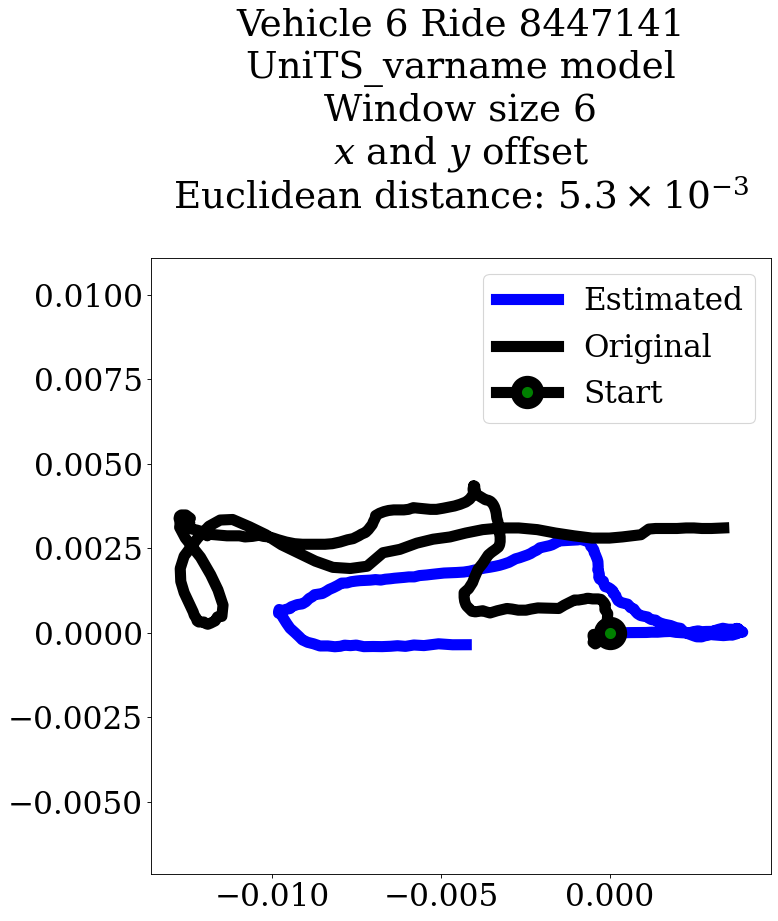 Vehicle 6 Ride 8447141
UniTS_varname model
Window size 6
x and y offset
Euclidean distance: 5.3 × 10⁻³
Estimated
Original
Start
0.0100
0.0075
0.0050
0.0025
0.0000
−0.0025
−0.0050
−0.010
−0.005
0.000